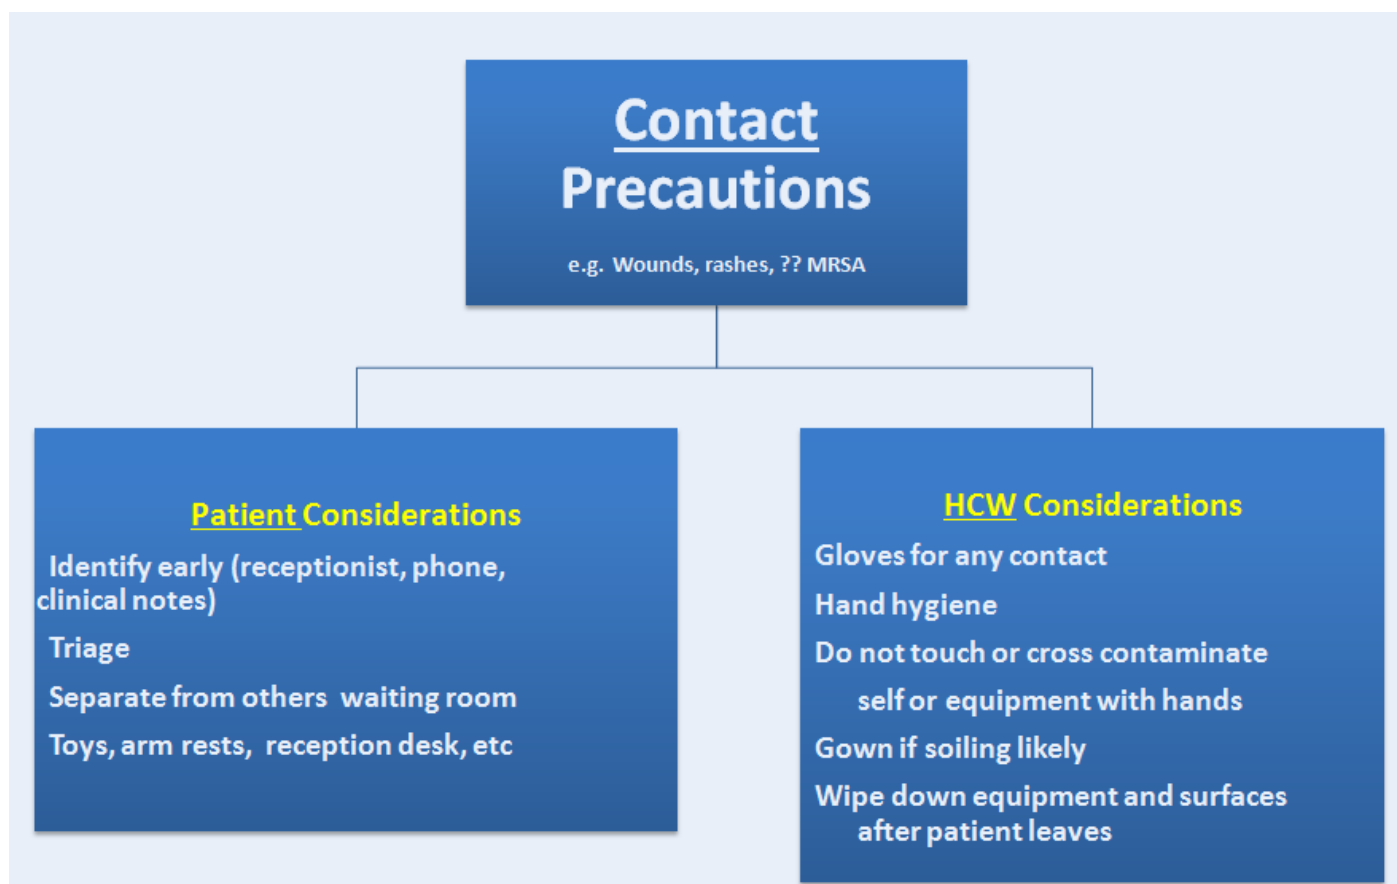 Contact
Precautions
e.g. Wounds, rashes, ?? MRSA
Patient Considerations
Identify early (receptionist, phone,
clinical notes)
Triage
Separate from others waiting room
Toys, arm rests, reception desk, etc
HCW Considerations
Gloves for any contact
Hand hygiene
Do not touch or cross contaminate
self or equipment with hands
Gown if soiling likely
Wipe down equipment and surfaces
after patient leaves